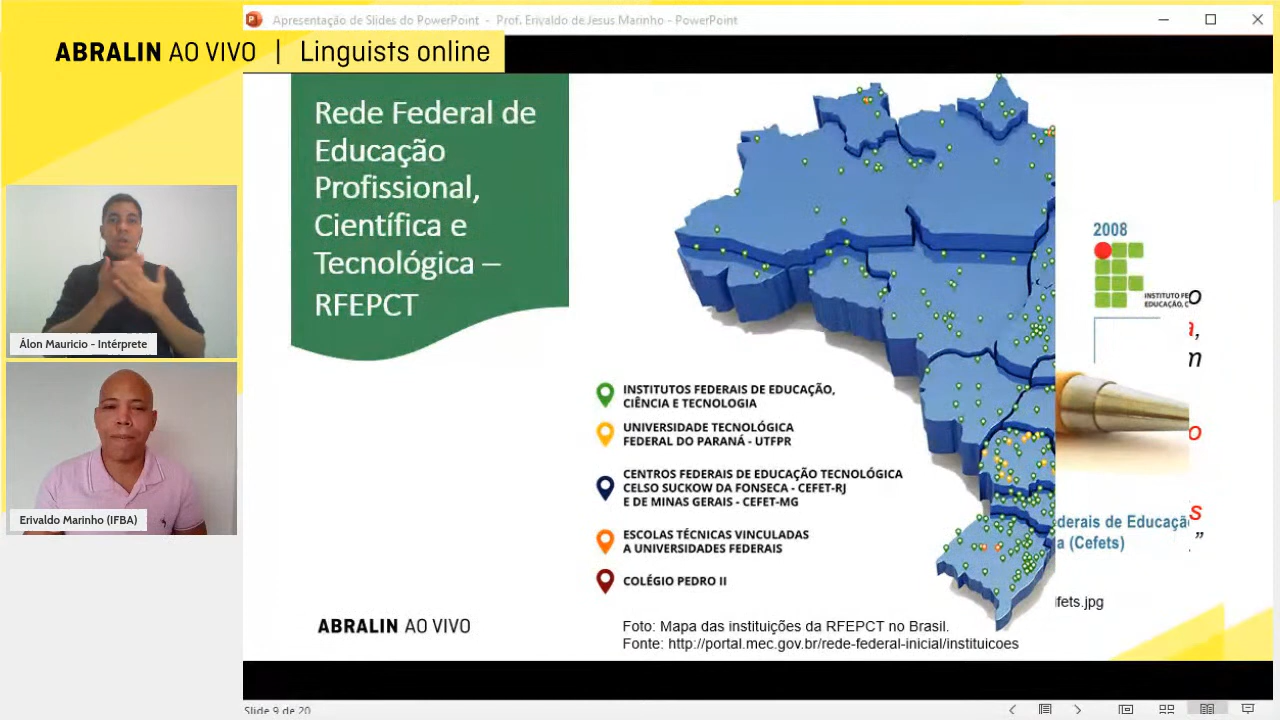 Apresentação de Slides do PowerPoint - Prof. Erivaldo de Jesus Marinho - PowerPoint
ABRALIN AO VIVO | Linguists online
Rede Federal de
Educação
Profissional,
Científica e
Tecnológica –
RFEPCT
Álon Mauricio - Intérprete
Erivaldo Marinho (IFBA)
INSTITUTOS FEDERAIS DE EDUCAÇÃO,
CIÊNCIA E TECNOLOGIA
UNIVERSIDADE TECNOLÓGICA
FEDERAL DO PARANÁ - UTFPR
CENTROS FEDERAIS DE EDUCAÇÃO TECNOLÓGICA
CELSO SUCKOW DA FONSECA - CEFET-RJ
E DE MINAS GERAIS - CEFET-MG
ESCOLAS TÉCNICAS VINCULADAS
A UNIVERSIDADES FEDERAIS
COLÉGIO PEDRO II
2008
INSTITUTO FE
EDUCAÇÃO, C
o
a,
m
o
s
”
derais de Educaçã
a (Cefets)
fets.jpg
ABRALIN AO VIVO
Foto: Mapa das instituições da RFEPCT no Brasil.
Fonte: http://portal.mec.gov.br/rede-federal-inicial/instituicoes
Slide 9 de 20